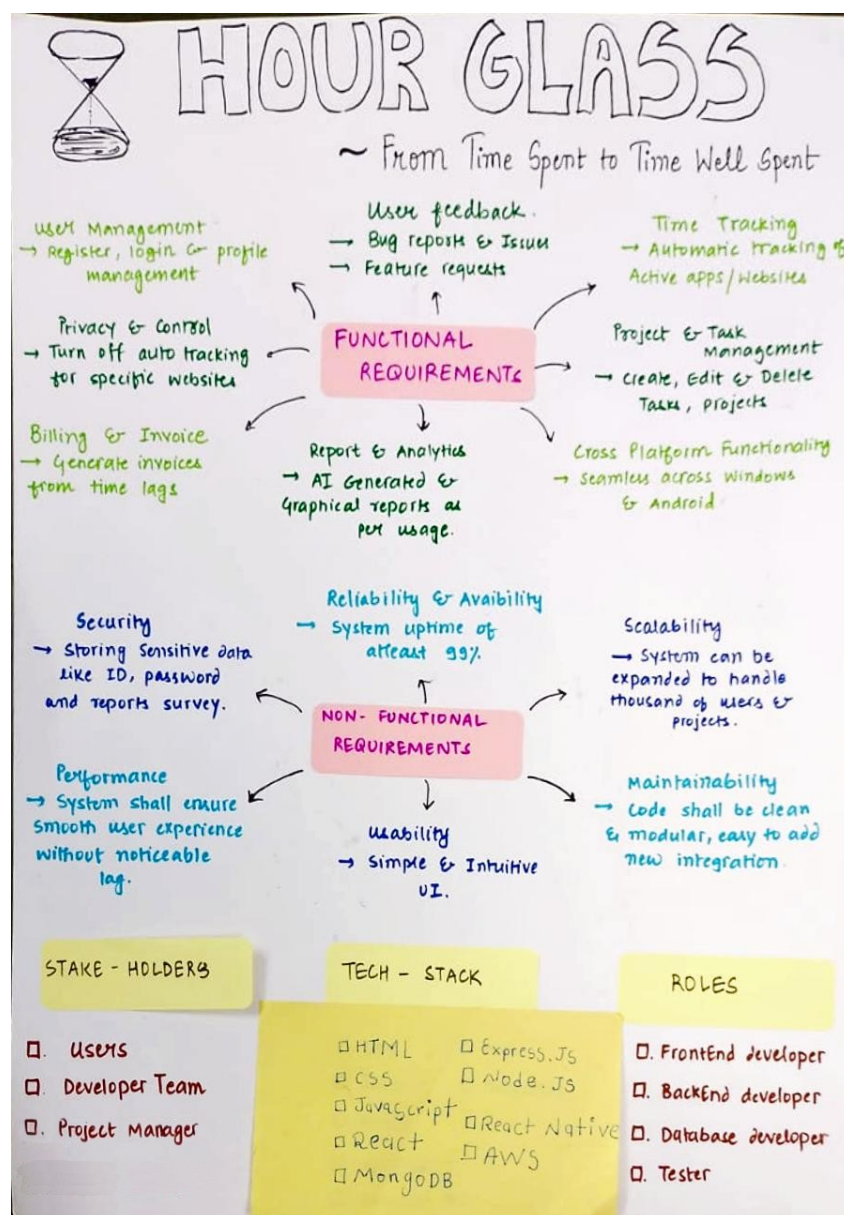 HOUR GLASS
~ From Time Spent to Time Well Spent
User Management
→ Register, login & profile
management
User feedback.
→ Bug reposts & Issues
→ Feature requests
Time Tracking
→ Automatic tracking of
Active apps/websites
Privacy & Control
→ Turn off auto tracking
for specific websites
FUNCTIONAL
REQUIREMENTS
Project & Task
Management
→ Create, Edit & Delete
Tasks, projects
Billing & Invoice
→ Generate invoices
from time lags
Report & Analytics
→ AI Generated &
Graphical reports as
per usage.
Cross Platform Functionality
→ Seamless across Windows
& Android
Security
→ Storing Sensitive data
like ID, password
and reports survey.
Reliability & Avaibility
→ System uptime of
atleast 99%
Scalability
→ System can be
expanded to handle
thousand of users &
projects.
NON-FUNCTIONAL
REQUIREMENTS
Performance
→ System shall ensure
smooth user experience
without noticeable
lag.
Usability
→ Simple & Intuitive
UI.
Maintainability
→ Code shall be clean
& modular, easy to add
new integration.
STAKE-HOLDERS
□. Users
□. Developer Team
□. Project Manager
TECH-STACK
□ HTML
□ CSS
□ Javascript
□ React
□ MongoDB
□ Express.Js
□ Node.Js
□ React Native
□ AWS
ROLES
□. FrontEnd developer
□. BackEnd developer
□. Database developer
□. Tester